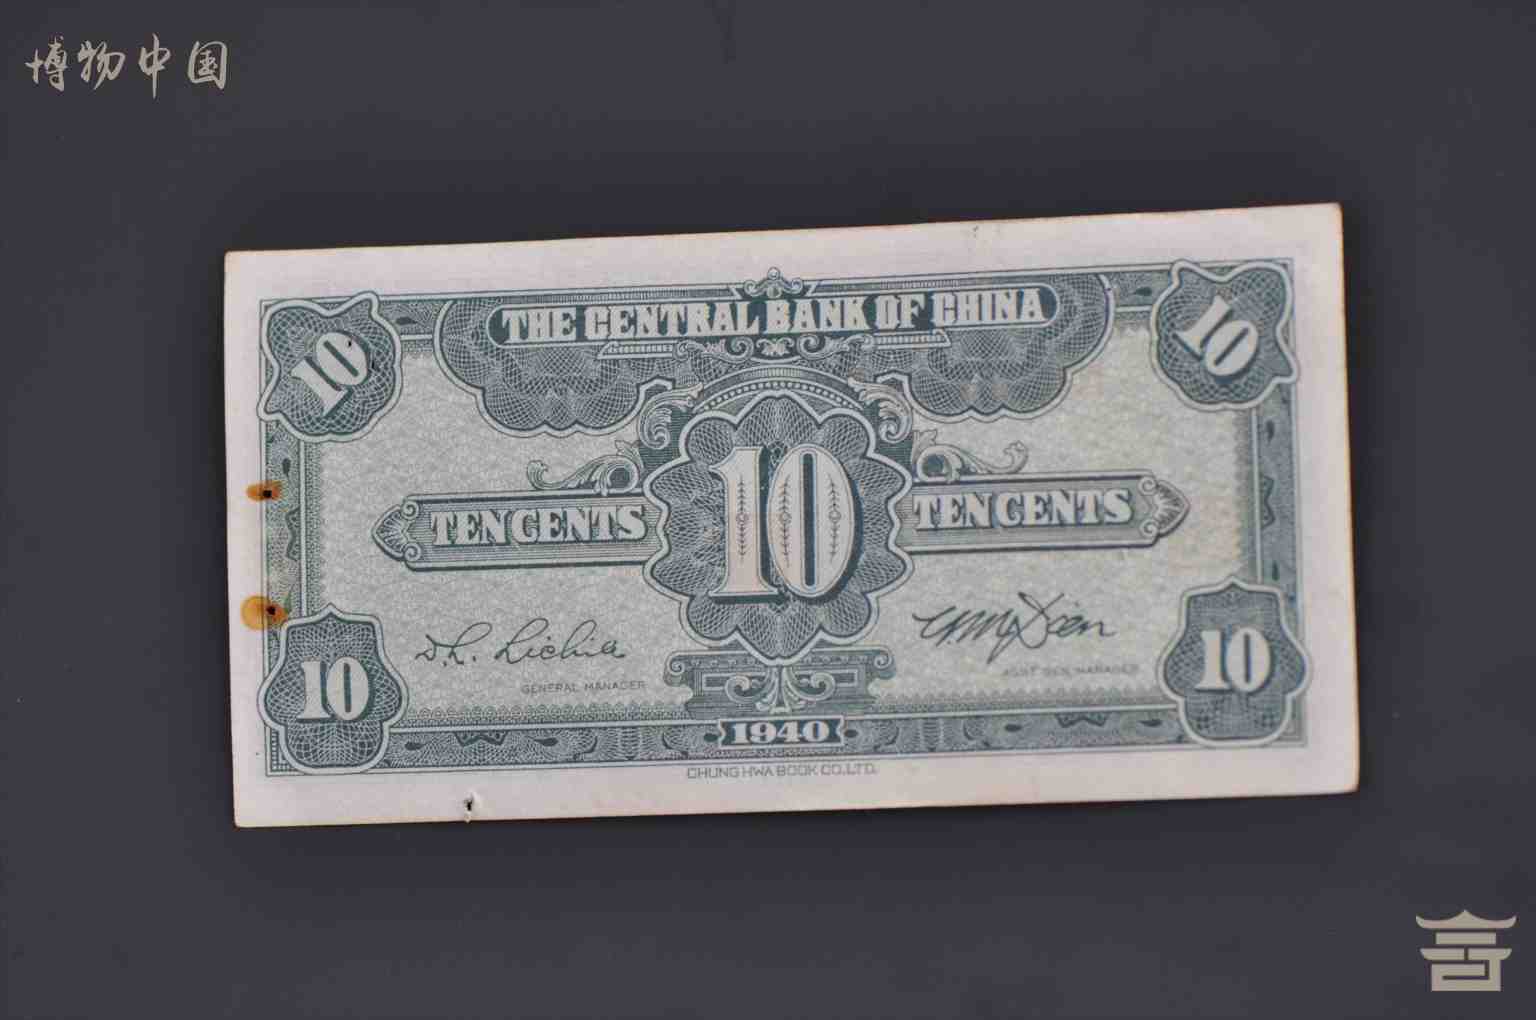 博物中国
THE CENTRAL BANK OF CHINA
10
10
10
TEN CENTS
TEN CENTS
GENERAL MANAGER
ASST GEN. MANAGER
10
10
1940
CHUNG HWA BOOK CO., LTD.